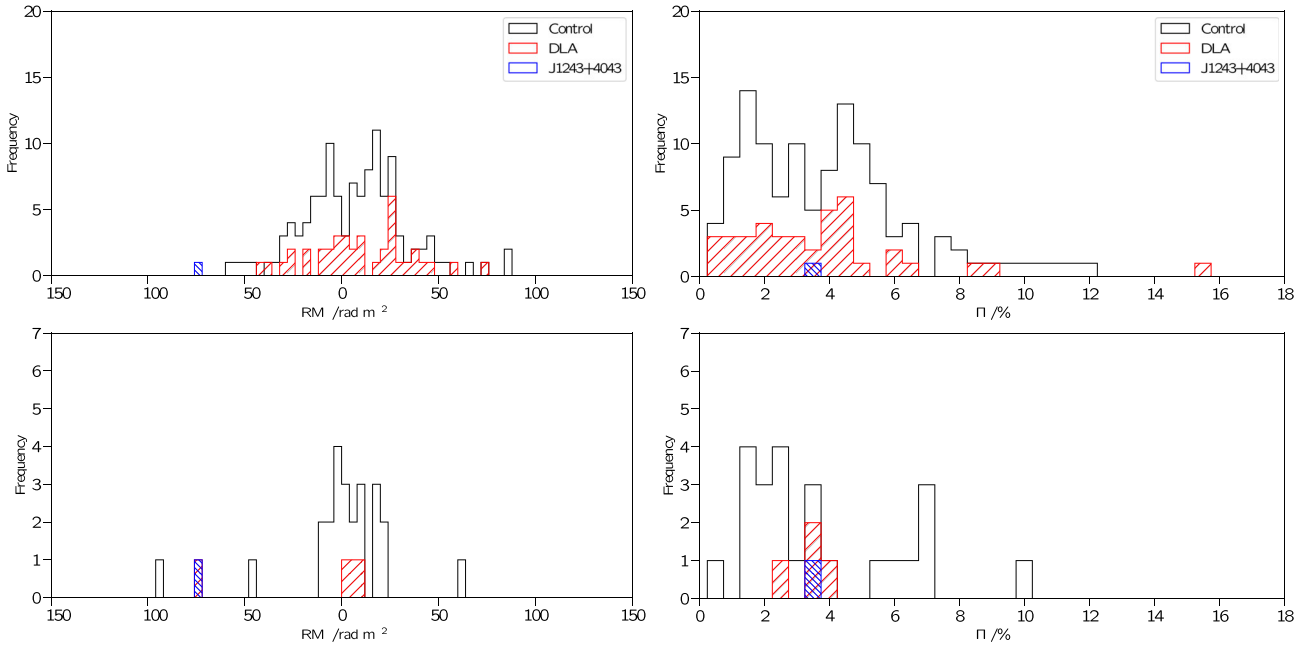 20
15
10
5
0
Frequency
Control
DLA
J1243+4043
150 100 50 0 50 100 150
RM /rad m 2
20
15
10
5
0
Frequency
Control
DLA
J1243+4043
0 2 4 6 8 10 12 14 16 18
Π /%
7
6
5
4
3
2
1
0
Frequency
150 100 50 0 50 100 150
RM /rad m 2
7
6
5
4
3
2
1
0
Frequency
0 2 4 6 8 10 12 14 16 18
Π /%